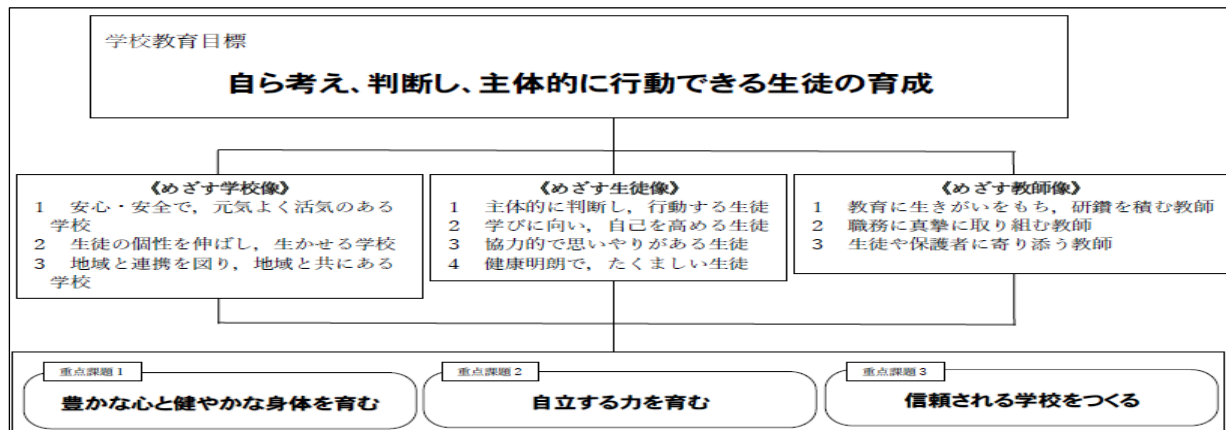 学校教育目標
自ら考え、判断し、主体的に行動できる生徒の育成
《めざす学校像》
1　安心・安全で，元気よく活気のある
学校
2　生徒の個性を伸ばし，生かせる学校
3　地域と連携を図り，地域と共にある
学校
《めざす生徒像》
1　主体的に判断し，行動する生徒
2　学びに向い，自己を高める生徒
3　協力的で思いやりがある生徒
4　健康明朗で，たくましい生徒
《めざす教師像》
1　教育に生きがいをもち，研鑽を積む教師
2　職務に真摯に取り組む教師
3　生徒や保護者に寄り添う教師
重点課題1
豊かな心と健やかな身体を育む
重点課題2
自立する力を育む
重点課題3
信頼される学校をつくる